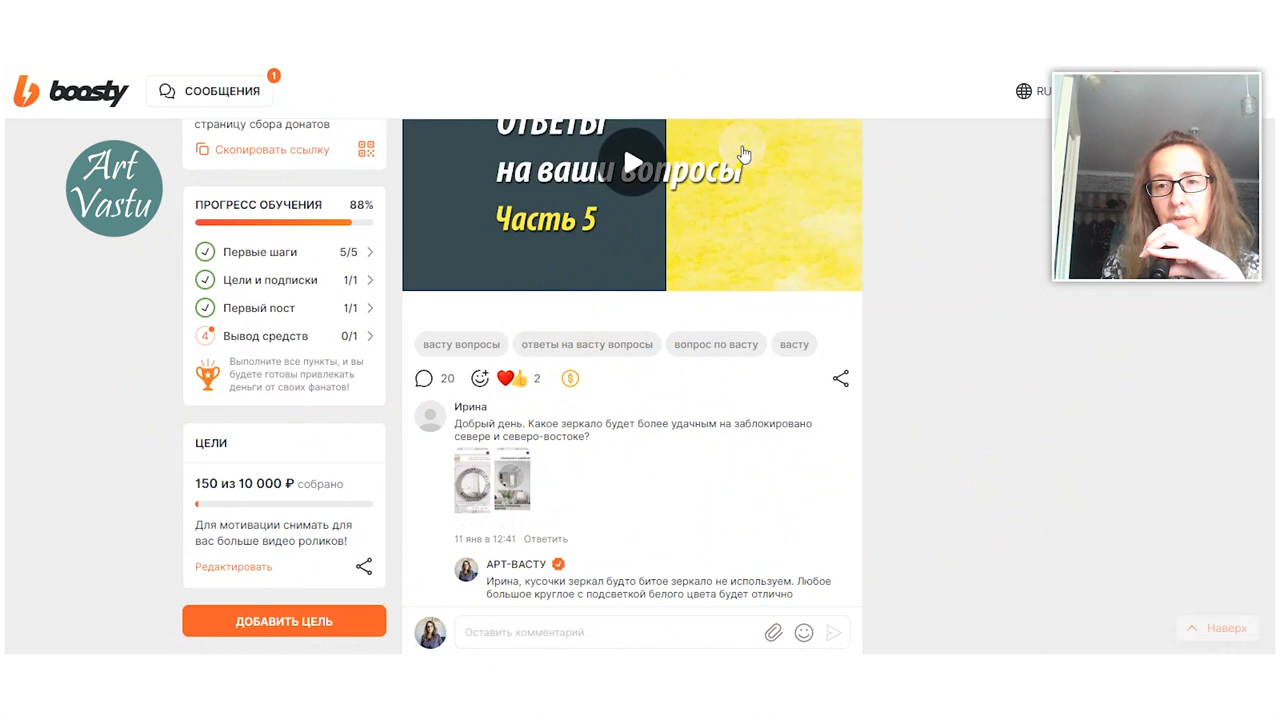 boosty
СООБЩЕНИЯ
1
RU
Art
Vastu
страницу сбора донатов
Скопировать ссылку
ПРОГРЕСС ОБУЧЕНИЯ 88%
Первые шаги 5/5
Цели и подписки 1/1
Первый пост 1/1
4 Вывод средств 0/1
Выполните все пункты, и вы
будете готовы привлекать
деньги от своих фанатов!
ЦЕЛИ
150 из 10 000 ₽ собрано
Для мотивации снимать для
вас больше видео роликов!
Редактировать
ДОБАВИТЬ ЦЕЛЬ
ОТВЕТЫ
на ваши вопросы
Часть 5
васту вопросы
ответы на васту вопросы
вопрос по васту
васту
20
2
Ирина
Добрый день. Какое зеркало будет более удачным на заблокировано
севере и северо-востоке?
11 янв в 12:41 Ответить
АРТ-ВАСТУ
Ирина, кусочки зеркал будто битое зеркало не используем. Любое
большое круглое с подсветкой белого цвета будет отлично
Оставить комментарий
Наверх